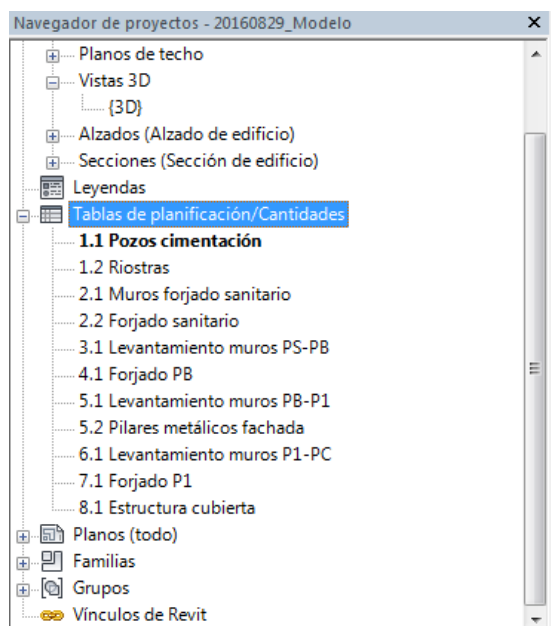 Navegador de proyectos - 20160829_Modelo
Planos de techo
Vistas 3D
{3D}
Alzados (Alzado de edificio)
Secciones (Sección de edificio)
Leyendas
Tablas de planificación/Cantidades
1.1 Pozos cimentación
1.2 Riostras
2.1 Muros forjado sanitario
2.2 Forjado sanitario
3.1 Levantamiento muros PS-PB
4.1 Forjado PB
5.1 Levantamiento muros PB-P1
5.2 Pilares metálicos fachada
6.1 Levantamiento muros P1-PC
7.1 Forjado P1
8.1 Estructura cubierta
Planos (todo)
Familias
Grupos
Vínculos de Revit